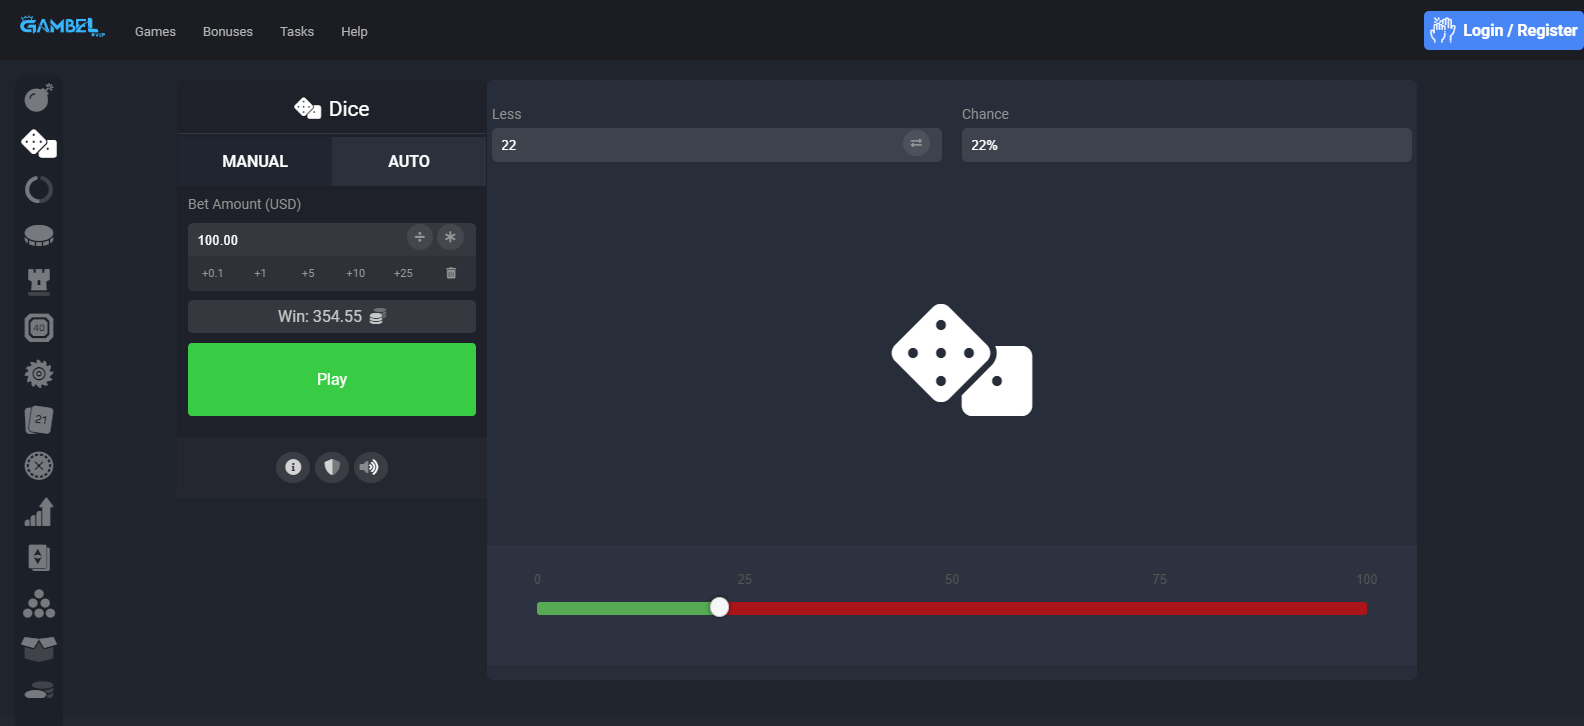 GAMBEL
.VIP
Games
Bonuses
Tasks
Help
Login / Register
Dice
MANUAL
AUTO
Bet Amount (USD)
100.00
+0.1
+1
+5
+10
+25
Win: 354.55
Play
Less
22
Chance
22%
40
21
0
25
50
75
100